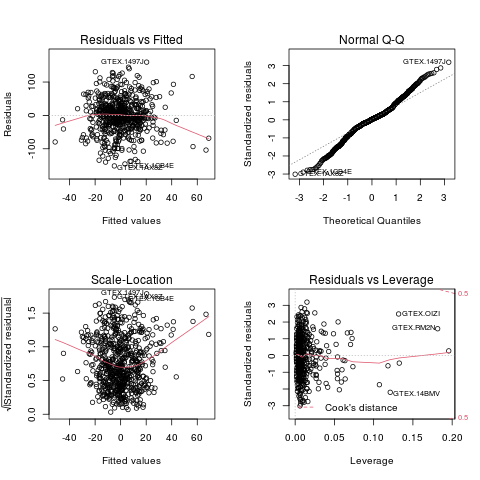 Residuals vs Fitted
Residuals
-100
0
100
GTEX.1497J
GTEX.1GB4E
-40 -20 0 20 40 60
Fitted values
Normal Q-Q
Standardized residuals
-3 -2 -1 0 1 2 3
GTEX.1497J
GTEX.1GB4E
-3 -2 -1 0 1 2 3
Theoretical Quantiles
Scale-Location
√|Standardized residuals|
0.0 0.5 1.0 1.5
GTEX.1497J
GTEX.1GB4E
-40 -20 0 20 40 60
Fitted values
Residuals vs Leverage
Standardized residuals
-3 -2 -1 0 1 2 3
0.5
GTEX.OIZI
GTEX.RM2N
GTEX.14BMV
Cook's distance
0.5
0.00 0.05 0.10 0.15 0.20
Leverage